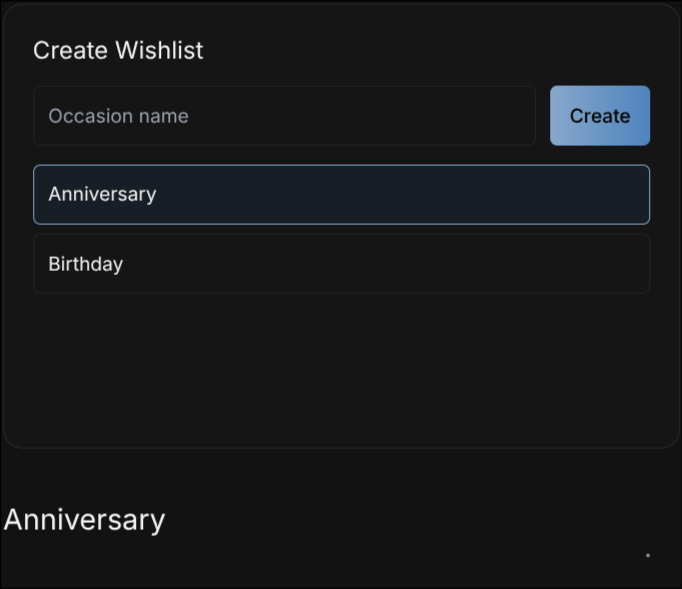 Create Wishlist
Occasion name
Create
Anniversary
Birthday
Anniversary